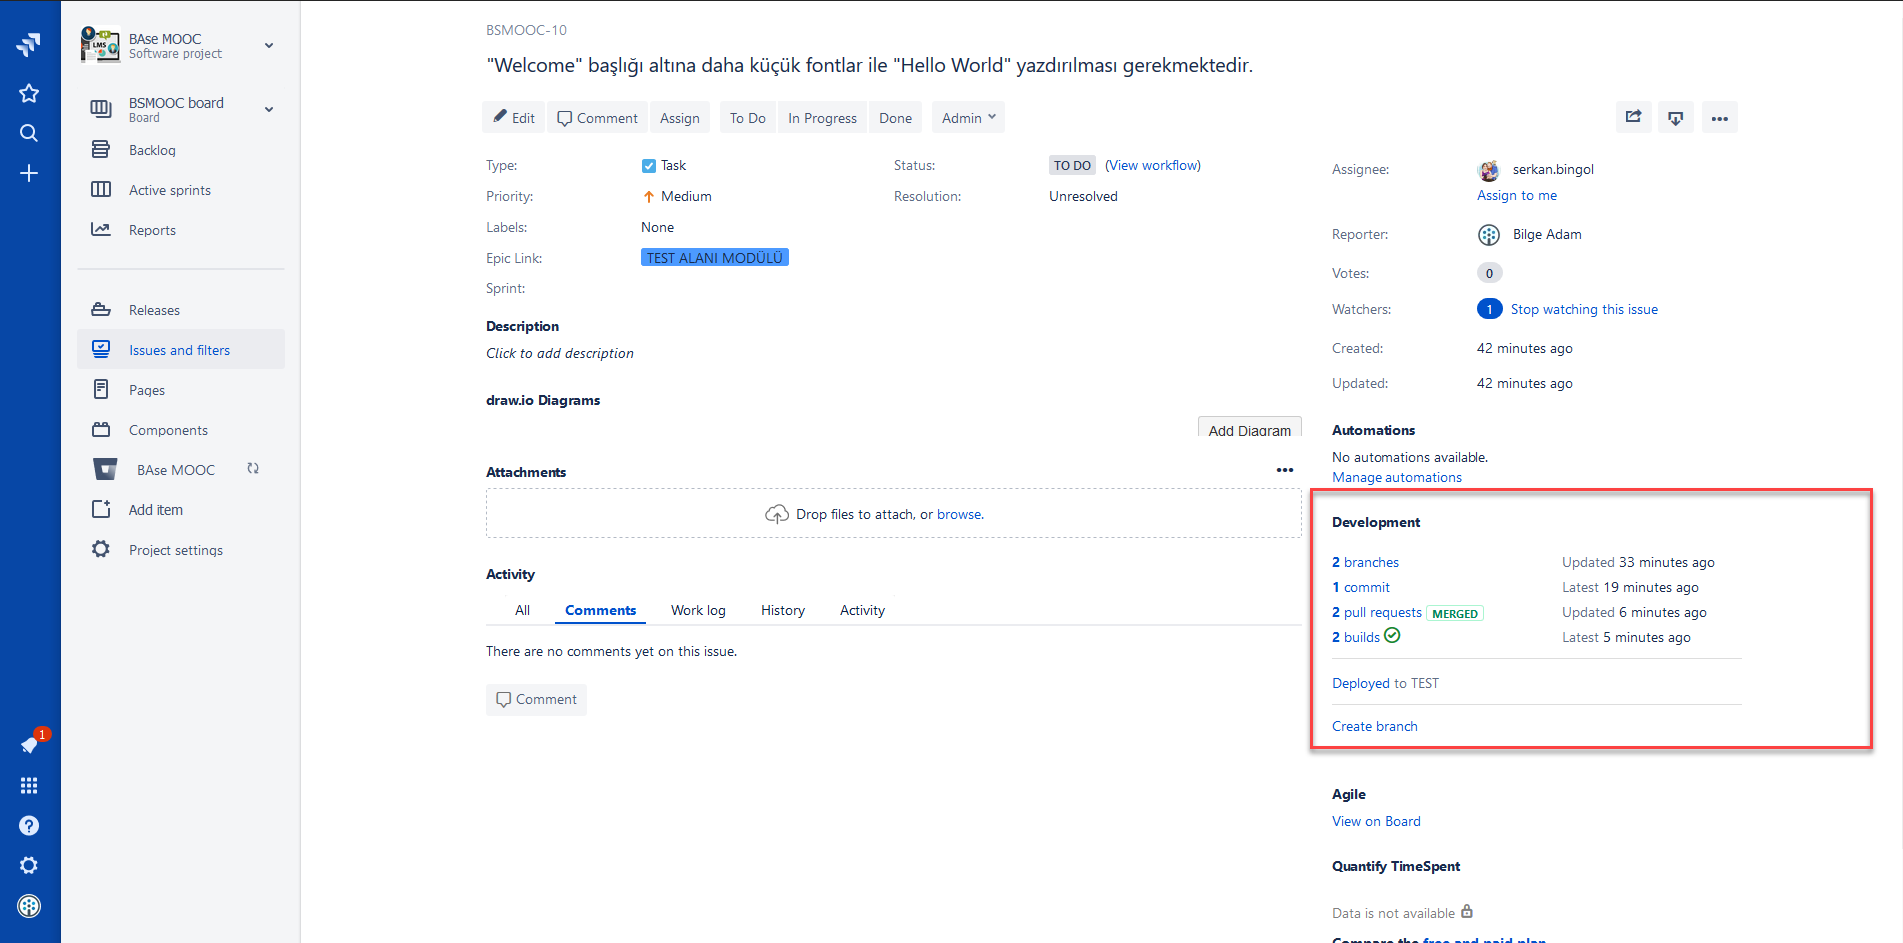 BAse MOOC
Software project
BSMOOC board
Board
Backlog
Active sprints
Reports
Releases
Issues and filters
Pages
Components
BAse MOOC
Add item
Project settings
1
BSMOOC-10
"Welcome" başlığı altına daha küçük fontlar ile "Hello World" yazdırılması gerekmektedir.
Edit Comment Assign To Do In Progress Done Admin
Type: Task
Priority: Medium
Labels: None
Epic Link: TEST ALANI MODÜLÜ
Sprint:
Status: TO DO (View workflow)
Resolution: Unresolved
Description
Click to add description
draw.io Diagrams
Add Diagram
Attachments
Drop files to attach, or browse.
Activity
All Comments Work log History Activity
There are no comments yet on this issue.
Comment
Assignee: serkan.bingol
Assign to me
Reporter: Bilge Adam
Votes: 0
Watchers: 1 Stop watching this issue
Created: 42 minutes ago
Updated: 42 minutes ago
Automations
No automations available.
Manage automations
Development
2 branches Updated 33 minutes ago
1 commit Latest 19 minutes ago
2 pull requests MERGED Updated 6 minutes ago
2 builds Latest 5 minutes ago
Deployed to TEST
Create branch
Agile
View on Board
Quantify TimeSpent
Data is not available
Compare the free and paid plan